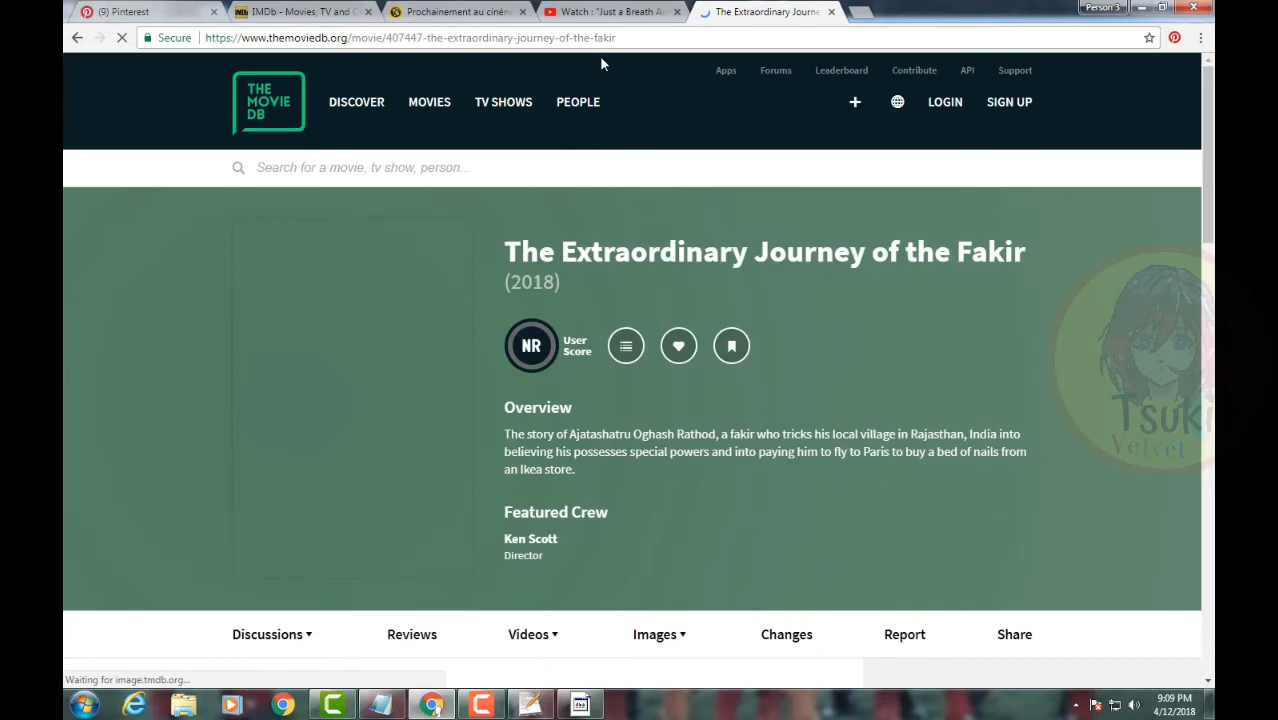 (9) Pinterest
IMDb - Movies, TV and C
Prochainement au ciném
Watch : "Just a Breath A
The Extraordinary Journe
Person 3
Secure
https://www.themoviedb.org/movie/407447-the-extraordinary-journey-of-the-fakir
Apps
Forums
Leaderboard
Contribute
API
Support
THE
MOVIE
DB
DISCOVER
MOVIES
TV SHOWS
PEOPLE
LOGIN
SIGN UP
Search for a movie, tv show, person...
The Extraordinary Journey of the Fakir
(2018)
NR
User
Score
Overview
The story of Ajatashatru Oghash Rathod, a fakir who tricks his local village in Rajasthan, India into
believing his possesses special powers and into paying him to fly to Paris to buy a bed of nails from
an Ikea store.
Featured Crew
Ken Scott
Director
Tsuki
Velvet
Discussions
Reviews
Videos
Images
Changes
Report
Share
Waiting for image.tmdb.org...
9:09 PM
4/12/2018